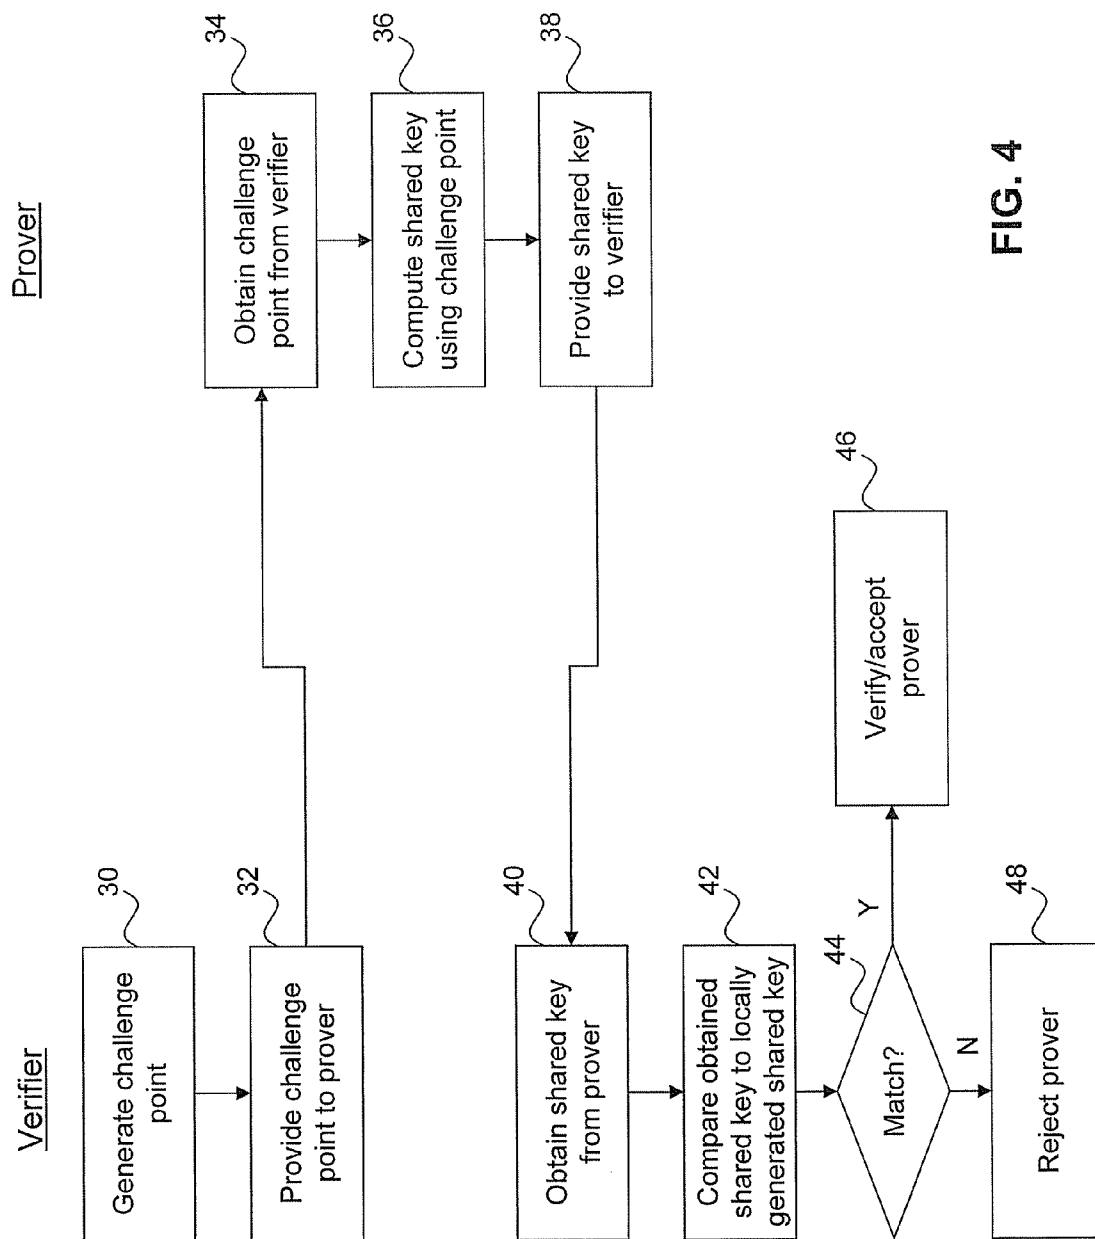 Verifier
Prover
30
Generate challenge
point
32
Provide challenge
point to prover
34
Obtain challenge
point from verifier
36
Compute shared key
using challenge point
38
Provide shared key
to verifier
40
Obtain shared key
from prover
42
Compare obtained
shared key to locally
generated shared key
44
Match?
Y
46
Verify/accept
prover
N
48
Reject prover
FIG. 4